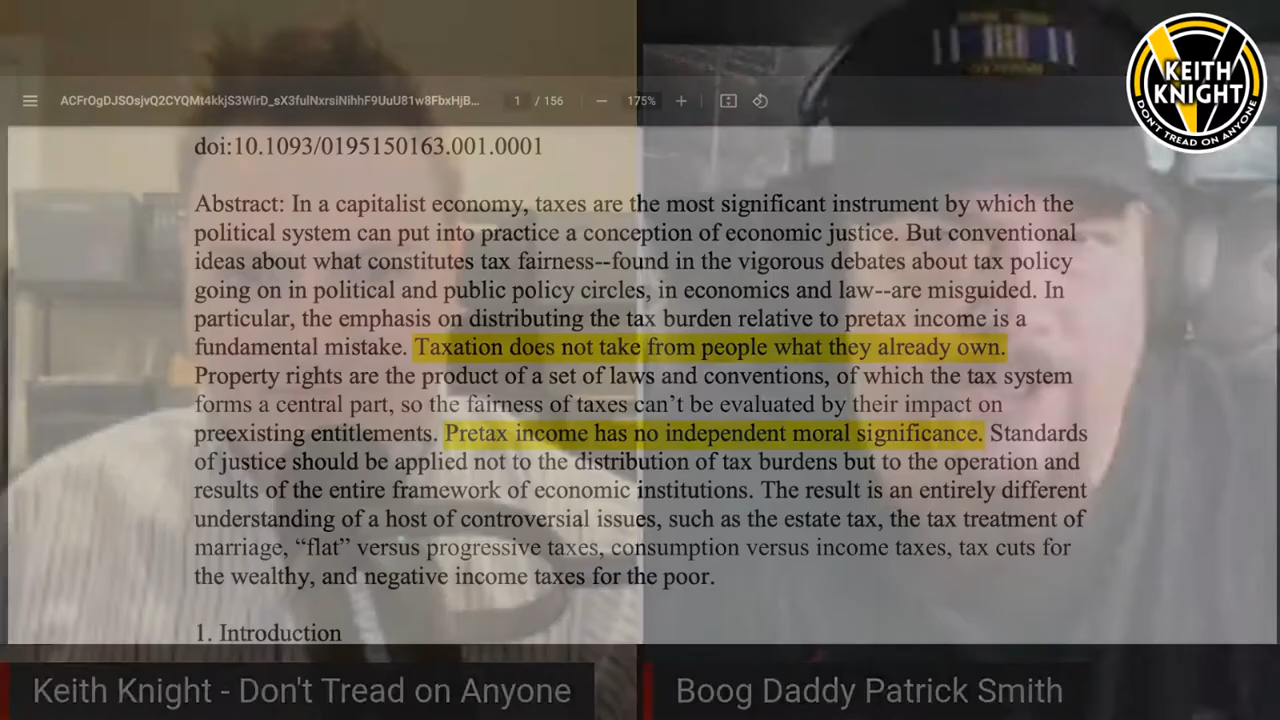 KEITH
KNIGHT
DON'T TREAD ON ANYONE
ACFrOgDJSOsjvQ2CYQMt4kkjS3WirD_sX3fulNxrsiNihhF9UuU81w8FbxHjB... 1 / 156 175%
doi:10.1093/0195150163.001.0001
Abstract: In a capitalist economy, taxes are the most significant instrument by which the
political system can put into practice a conception of economic justice. But conventional
ideas about what constitutes tax fairness--found in the vigorous debates about tax policy
going on in political and public policy circles, in economics and law--are misguided. In
particular, the emphasis on distributing the tax burden relative to pretax income is a
fundamental mistake. Taxation does not take from people what they already own.
Property rights are the product of a set of laws and conventions, of which the tax system
forms a central part, so the fairness of taxes can’t be evaluated by their impact on
preexisting entitlements. Pretax income has no independent moral significance. Standards
of justice should be applied not to the distribution of tax burdens but to the operation and
results of the entire framework of economic institutions. The result is an entirely different
understanding of a host of controversial issues, such as the estate tax, the tax treatment of
marriage, “flat” versus progressive taxes, consumption versus income taxes, tax cuts for
the wealthy, and negative income taxes for the poor.
1. Introduction
Keith Knight - Don't Tread on Anyone
Boog Daddy Patrick Smith